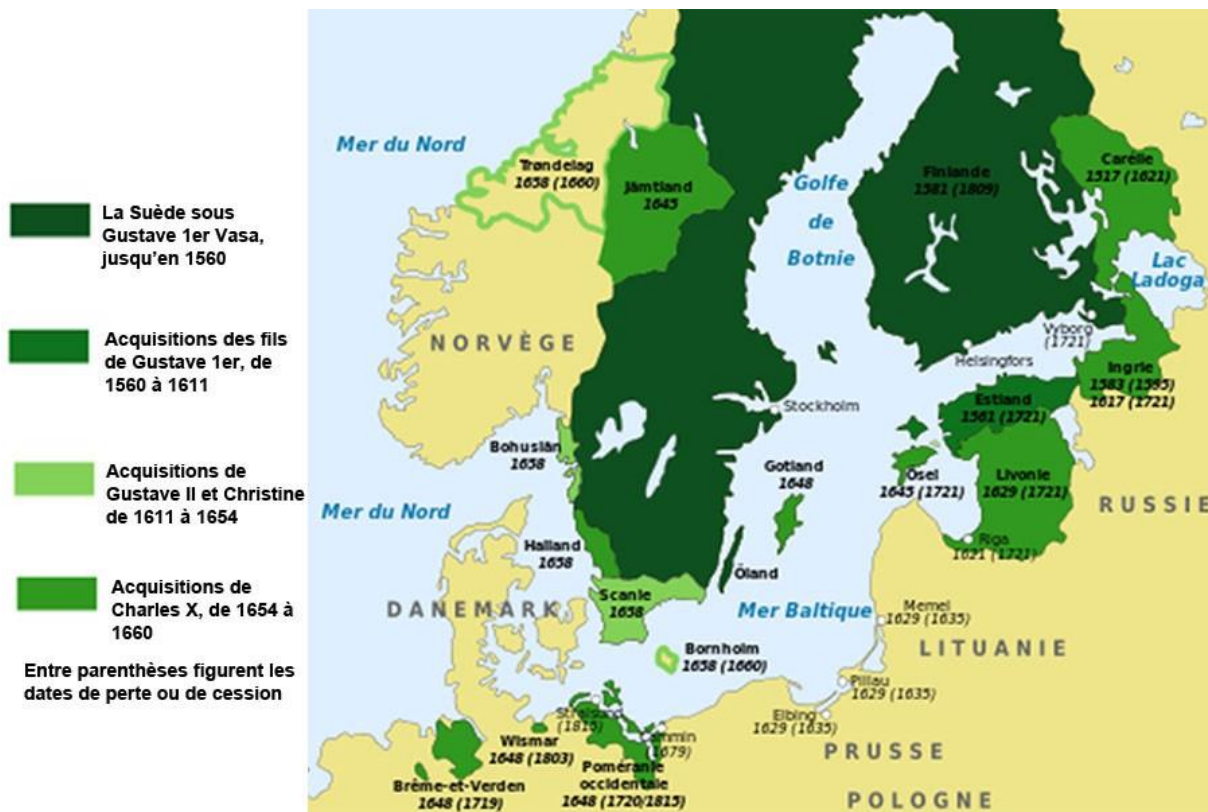 La Suède sous
Gustave 1er Vasa,
jusqu'en 1560
Acquisitions des fils
de Gustave 1er, de
1560 à 1611
Acquisitions de
Gustave II et Christine
de 1611 à 1654
Acquisitions de
Charles X, de 1654 à
1660
Entre parenthèses figurent les
dates de perte ou de cession
Mer du Nord
Trøndelag
1658 (1660)
Jämtland
1645
Golfe
de
Botnie
Finlande
1581 (1809)
Carélie
1517 (1621)
Lac
Ladoga
NORVÈGE
Vyborg
(1721)
Helsingfors
Ingrie
1583 (1595)
1617 (1721)
Stockholm
Estland
1561 (1721)
Bohuslän
1658
Gotland
1648
Ösel
1645 (1721)
Livonie
1629 (1721)
RUSSIE
Mer du Nord
Riga
1621 (1721)
Halland
1658
Öland
Scanie
1658
DANEMARK
Mer Baltique
Memel
1629 (1635)
LITUANIE
Bornholm
1658 (1660)
Pillau
1629 (1635)
Stralsund
(1815)
Elbing
1629 (1635)
Wismar
1648 (1803)
(1679)
PRUSSE
Poméranie
occidentale
1648 (1720/1815)
Brême-et-Verden
1648 (1719)
POLOGNE